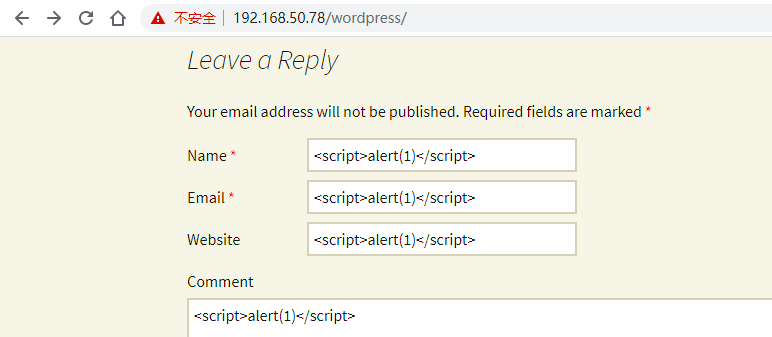 不安全 192.168.50.78/wordpress/
Leave a Reply
Your email address will not be published. Required fields are marked *
Name * <script>alert(1)</script>
Email * <script>alert(1)</script>
Website <script>alert(1)</script>
Comment
<script>alert(1)</script>